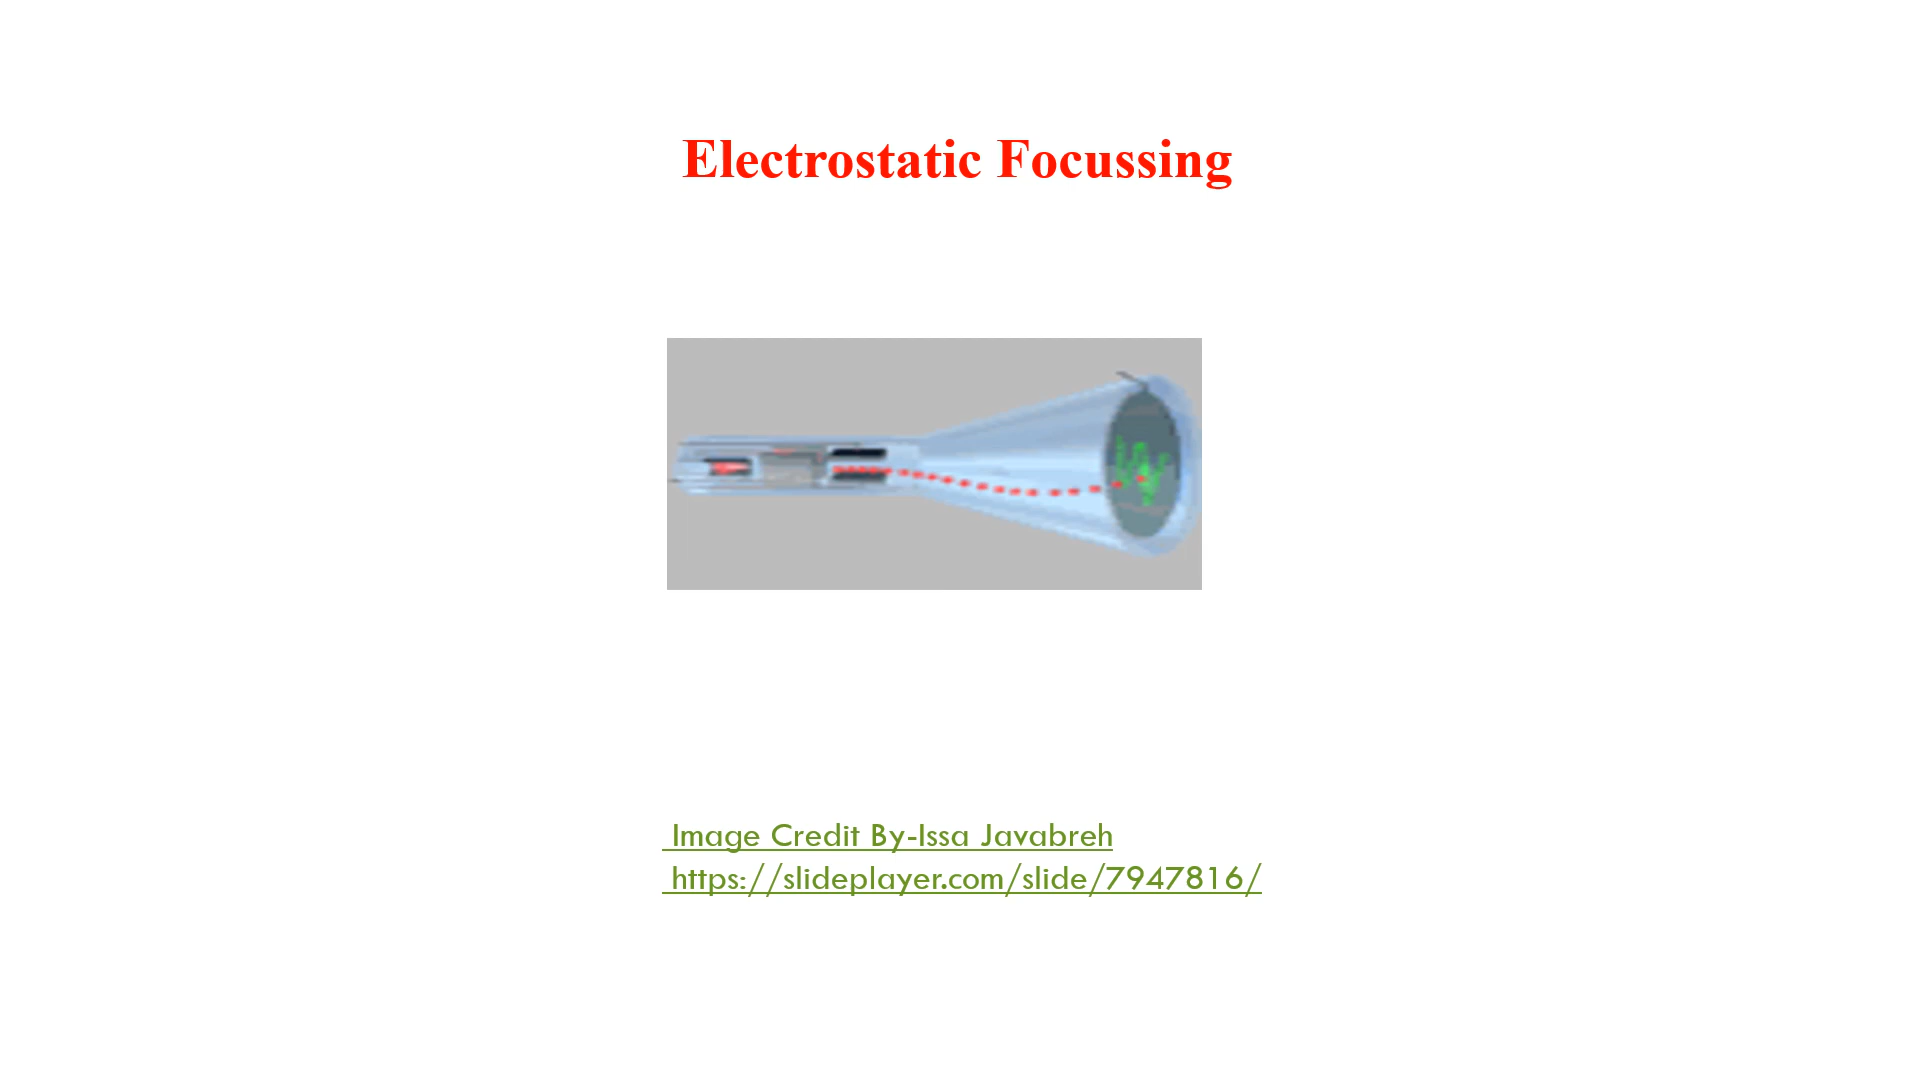 Electrostatic Focussing
Image Credit By-Issa Javabreh
https://slideplayer.com/slide/7947816/